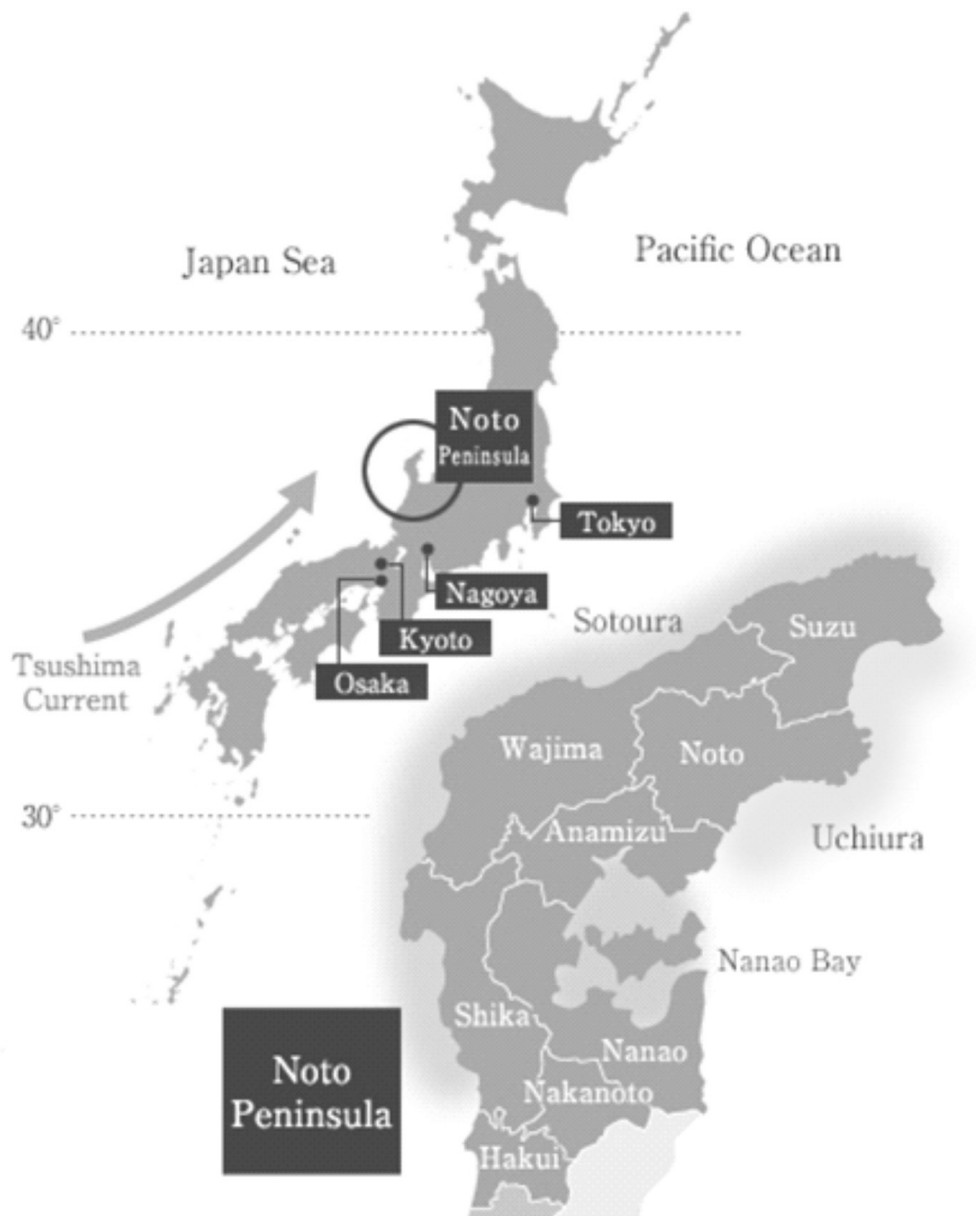 Japan Sea
Pacific Ocean
40°
Noto
Peninsula
Tokyo
Nagoya
Kyoto
Osaka
Tsushima
Current
30°
Sotoura
Suzu
Wajima
Noto
Anamizu
Uchiura
Nanao Bay
Shika
Nanao
Nakanoto
Hakui
Noto
Peninsula